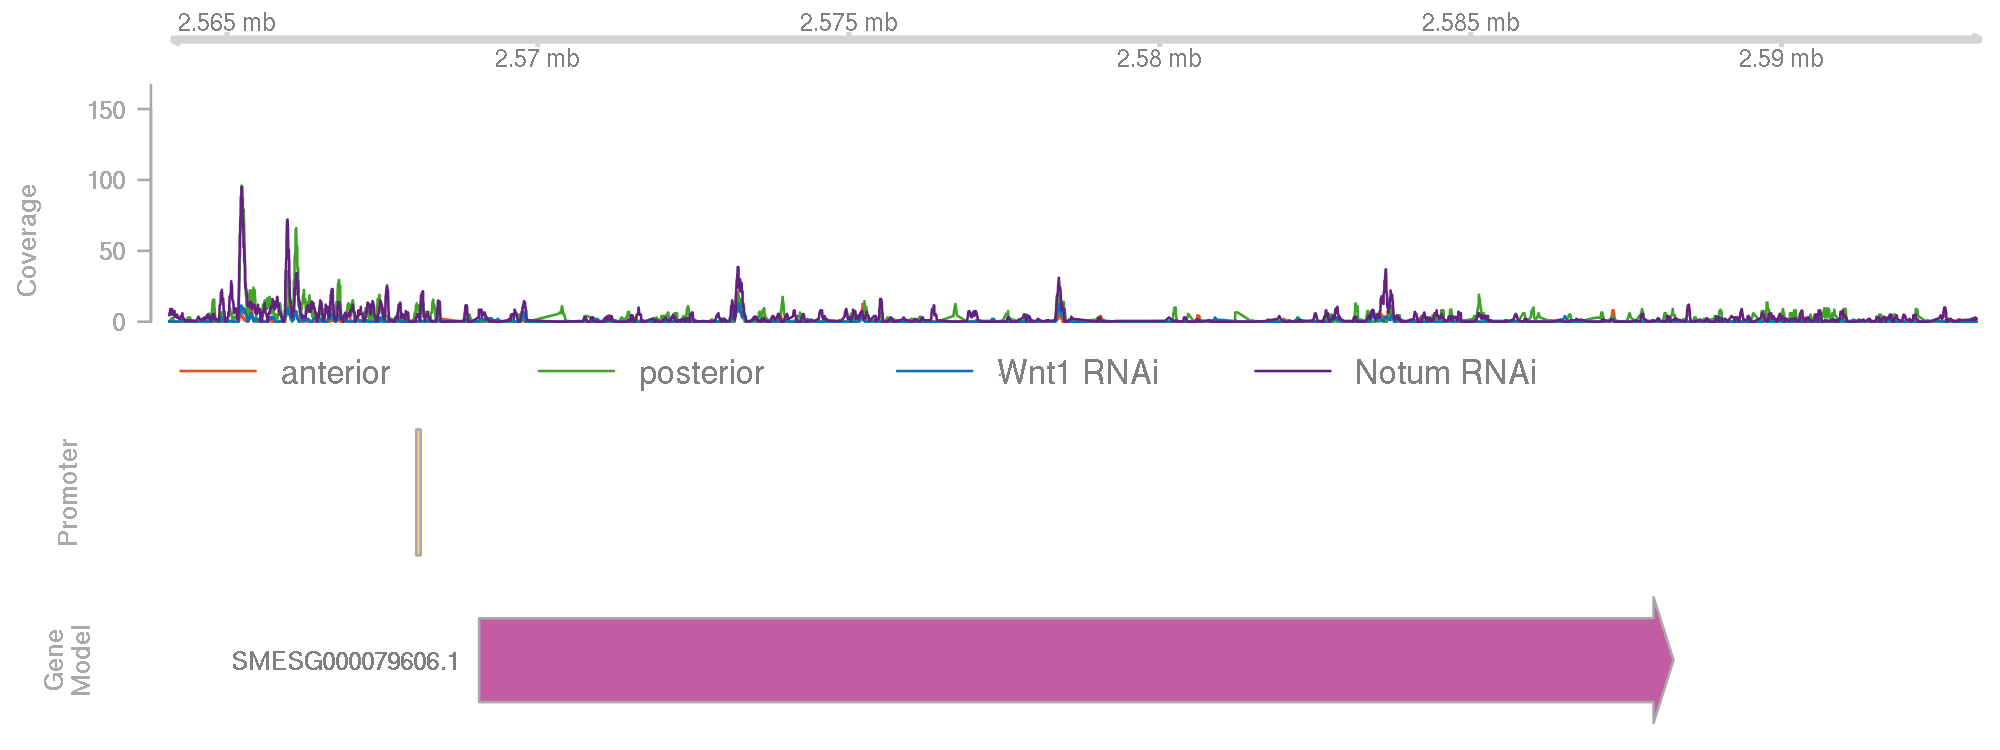 2.565 mb 2.575 mb 2.585 mb
2.57 mb 2.58 mb 2.59 mb
150
100
50
0
Coverage
anterior posterior Wnt1 RNAi Notum RNAi
Promoter
Gene
Model
SMESG000079606.1